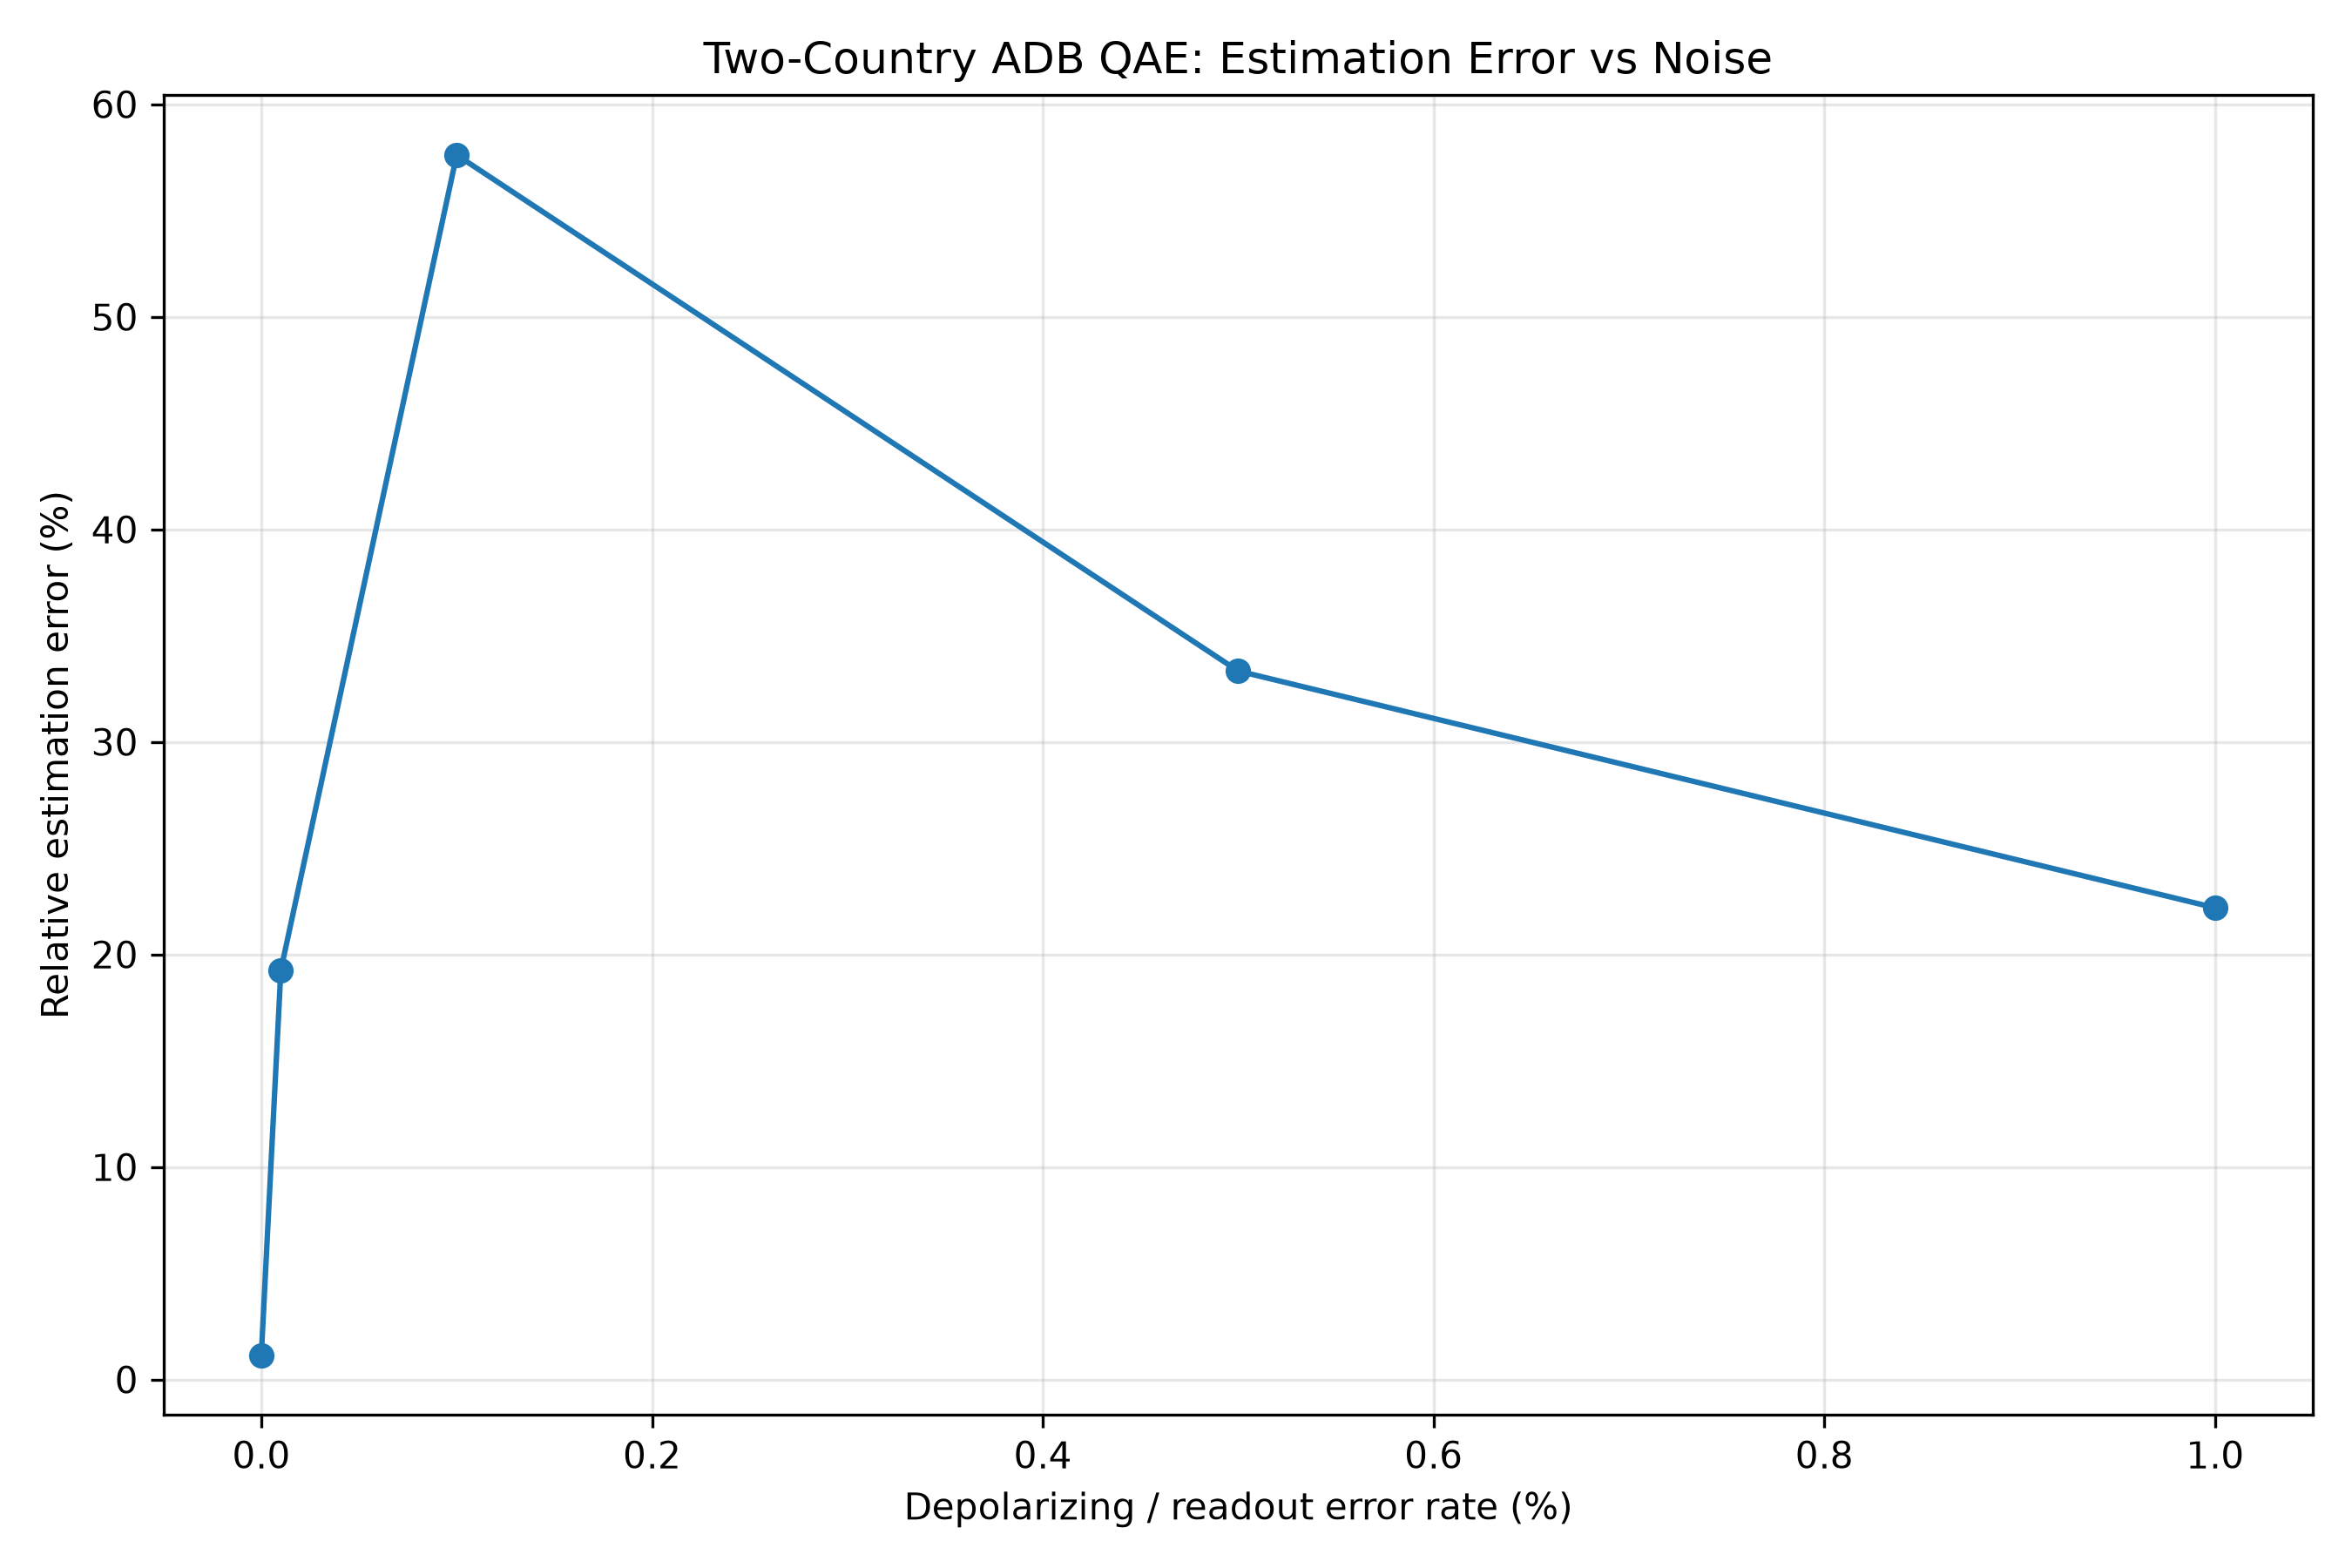 Two-Country ADB QAE: Estimation Error vs Noise
Relative estimation error (%)
60
50
40
30
20
10
0
0.0 0.2 0.4 0.6 0.8 1.0
Depolarizing / readout error rate (%)